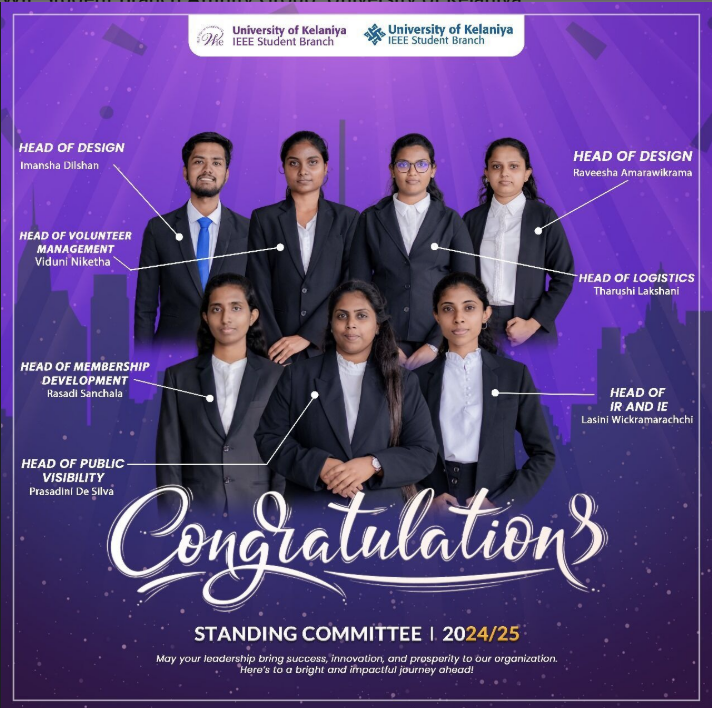 University of Kelaniya
IEEE Student Branch
University of Kelaniya
IEEE Student Branch
HEAD OF DESIGN
Imansha Dilshan
HEAD OF DESIGN
Raveesha Amarawikrama
HEAD OF VOLUNTEER
MANAGEMENT
Viduni Niketha
HEAD OF LOGISTICS
Tharushi Lakshani
HEAD OF MEMBERSHIP
DEVELOPMENT
Rasadi Sanchala
HEAD OF
IR AND IE
Lasini Wickramarachchi
HEAD OF PUBLIC
VISIBILITY
Prasadini De Silva
Congratulations
STANDING COMMITTEE | 2024/25
May your leadership bring success, innovation, and prosperity to our organization.
Here's to a bright and impactful journey ahead!